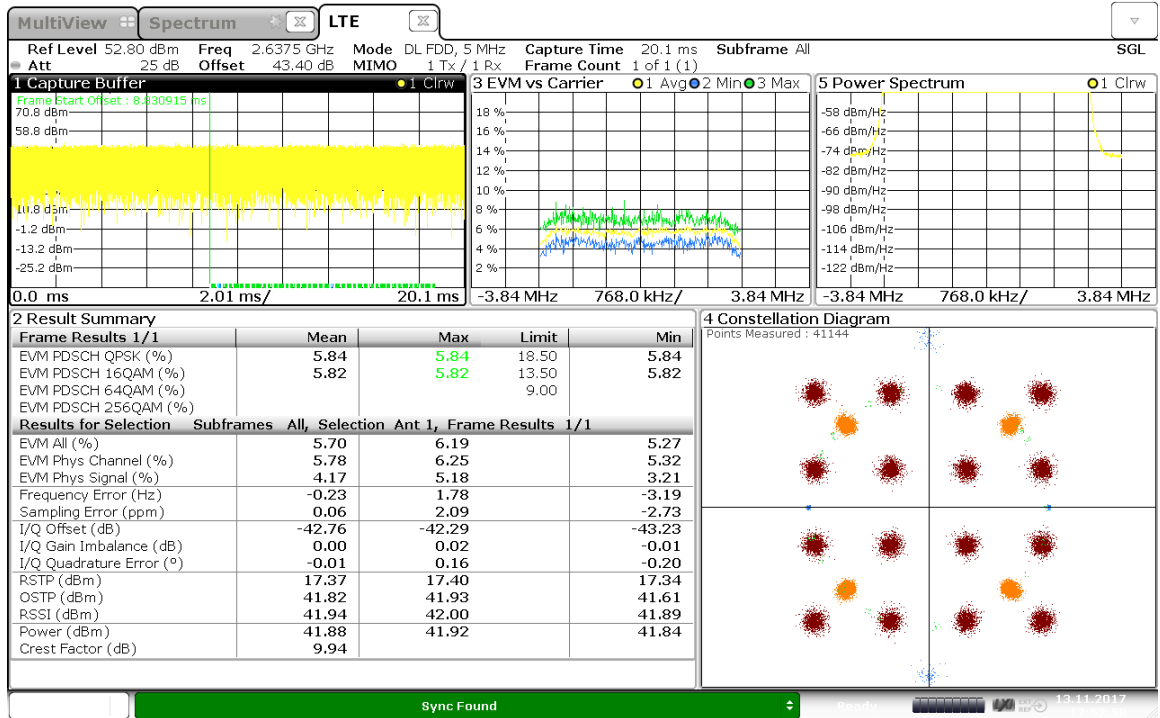 MultiView Spectrum LTE
Ref Level 52.80 dBm Freq 2.6375 GHz Mode DL FDD, 5 MHz Capture Time 20.1 ms Subframe All SGL
Att 25 dB Offset 43.40 dB MIMO 1 Tx / 1 Rx Frame Count 1 of 1 (1)
1 Capture Buffer 1 Clrw
Frame Start Offset : 8.830915 ms
70.8 dBm
58.8 dBm
-1.2 dBm
-13.2 dBm
-25.2 dBm
0.0 ms 2.01 ms/ 20.1 ms
3 EVM vs Carrier 1 Avg 2 Min 3 Max
18 %
16 %
14 %
12 %
10 %
8 %
6 %
4 %
2 %
-3.84 MHz 768.0 kHz/ 3.84 MHz
5 Power Spectrum 1 Clrw
-58 dBm/Hz
-66 dBm/Hz
-74 dBm/Hz
-82 dBm/Hz
-90 dBm/Hz
-98 dBm/Hz
-106 dBm/Hz
-114 dBm/Hz
-122 dBm/Hz
-3.84 MHz 768.0 kHz/ 3.84 MHz
2 Result Summary
Frame Results 1/1 Mean Max Limit Min
EVM PDSCH QPSK (%) 5.84 5.84 18.50 5.84
EVM PDSCH 16QAM (%) 5.82 5.82 13.50 5.82
EVM PDSCH 64QAM (%) 9.00
EVM PDSCH 256QAM (%)
Results for Selection Subframes All, Selection Ant 1, Frame Results 1/1
EVM All (%) 5.70 6.19 5.27
EVM Phys Channel (%) 5.78 6.25 5.32
EVM Phys Signal (%) 4.17 5.18 3.21
Frequency Error (Hz) -0.23 1.78 -3.19
Sampling Error (ppm) 0.06 2.09 -2.73
I/Q Offset (dB) -42.76 -42.29 -43.23
I/Q Gain Imbalance (dB) 0.00 0.02 -0.01
I/Q Quadrature Error (°) -0.01 0.16 -0.20
RSTP (dBm) 17.37 17.40 17.34
OSTP (dBm) 41.82 41.93 41.61
RSSI (dBm) 41.94 42.00 41.89
Power (dBm) 41.88 41.92 41.84
Crest Factor (dB) 9.94
4 Constellation Diagram
Points Measured : 41144
Sync Found
Ready
13.11.2017